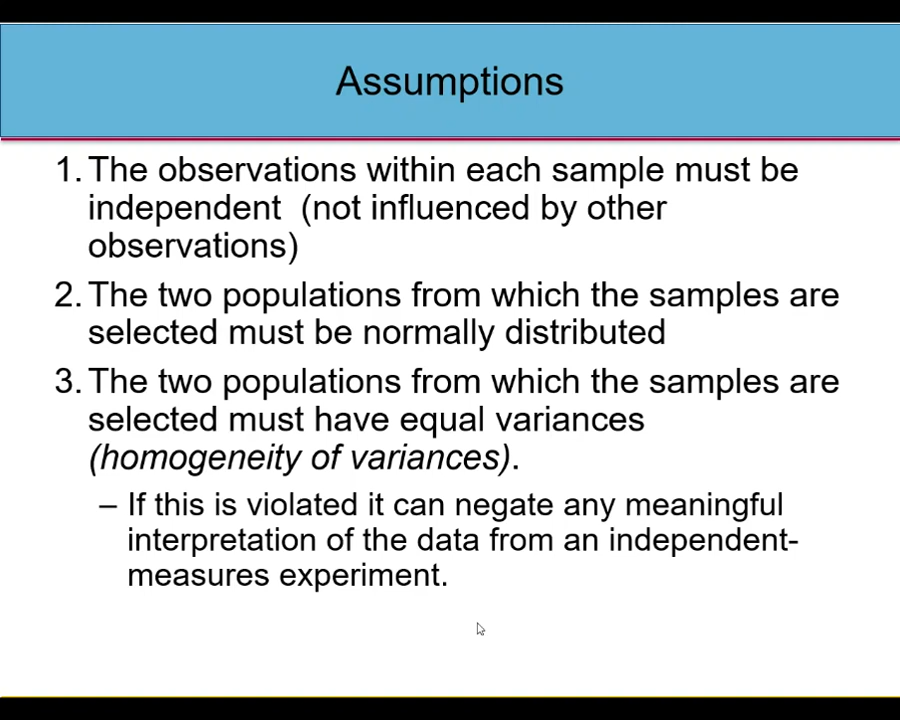 Assumptions
1. The observations within each sample must be
independent (not influenced by other
observations)
2. The two populations from which the samples are
selected must be normally distributed
3. The two populations from which the samples are
selected must have equal variances
(homogeneity of variances).
– If this is violated it can negate any meaningful
interpretation of the data from an independent-
measures experiment.